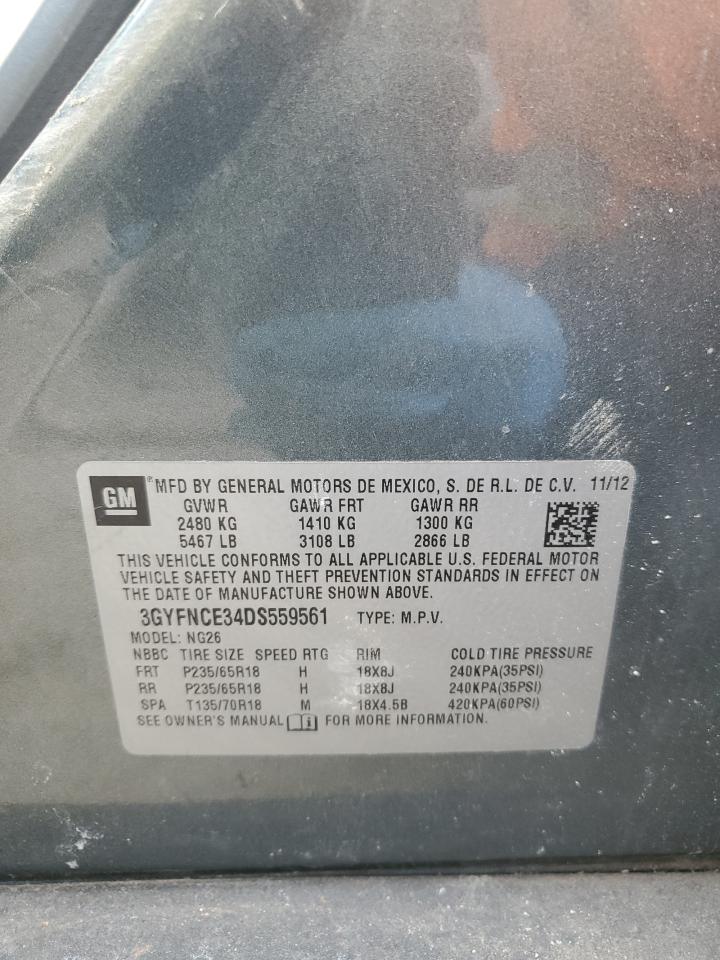 GM ® MFD BY GENERAL MOTORS DE MEXICO, S. DE R.L. DE C.V. 11/12
GVWR GAWR FRT GAWR RR
2480 KG 1410 KG 1300 KG
5467 LB 3108 LB 2866 LB
THIS VEHICLE CONFORMS TO ALL APPLICABLE U.S. FEDERAL MOTOR
VEHICLE SAFETY AND THEFT PREVENTION STANDARDS IN EFFECT ON
THE DATE OF MANUFACTURE SHOWN ABOVE.
3GYFNCE34DS559561 TYPE: M.P.V.
MODEL: NG26
NBBC TIRE SIZE SPEED RTG RIM COLD TIRE PRESSURE
FRT P235/65R18 H 18X8J 240KPA(35PSI)
RR P235/65R18 H 18X8J 240KPA(35PSI)
SPA T135/70R18 M 18X4.5B 420KPA(60PSI)
SEE OWNER'S MANUAL FOR MORE INFORMATION.